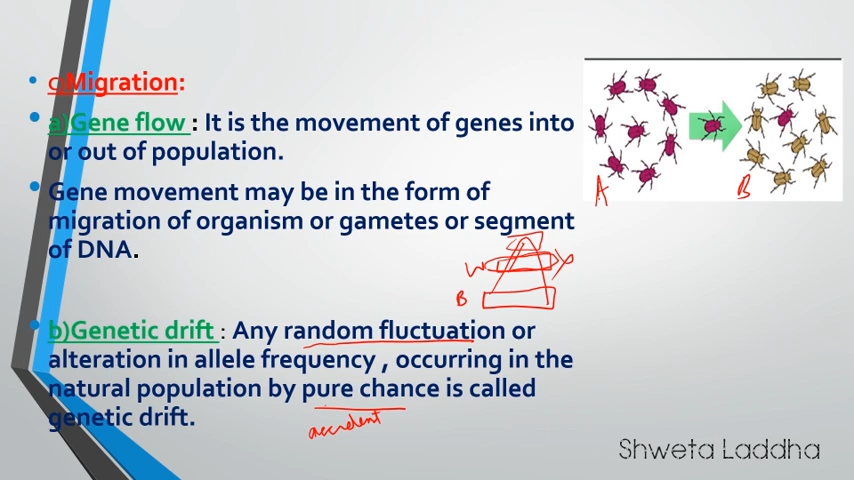 c)Migration:
a)Gene flow : It is the movement of genes into
or out of population.
Gene movement may be in the form of
migration of organism or gametes or segment
of DNA.
A
B
B
b)Genetic drift : Any random fluctuation or
alteration in allele frequency , occurring in the
natural population by pure chance is called
genetic drift.
accident
Shweta Laddha